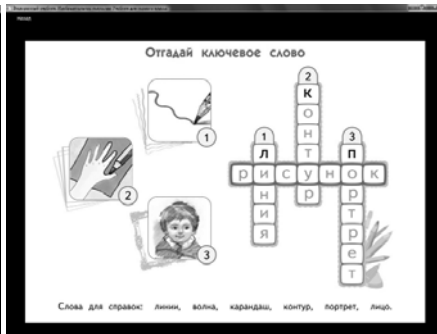 Отгадай ключевое слово
1
2
3
2
К
о
1 н 3
Л т П
р и с у н о к
н р р
и т
я р
е
т
Слова для справок: линии, волна, карандаш, контур, портрет, лицо.